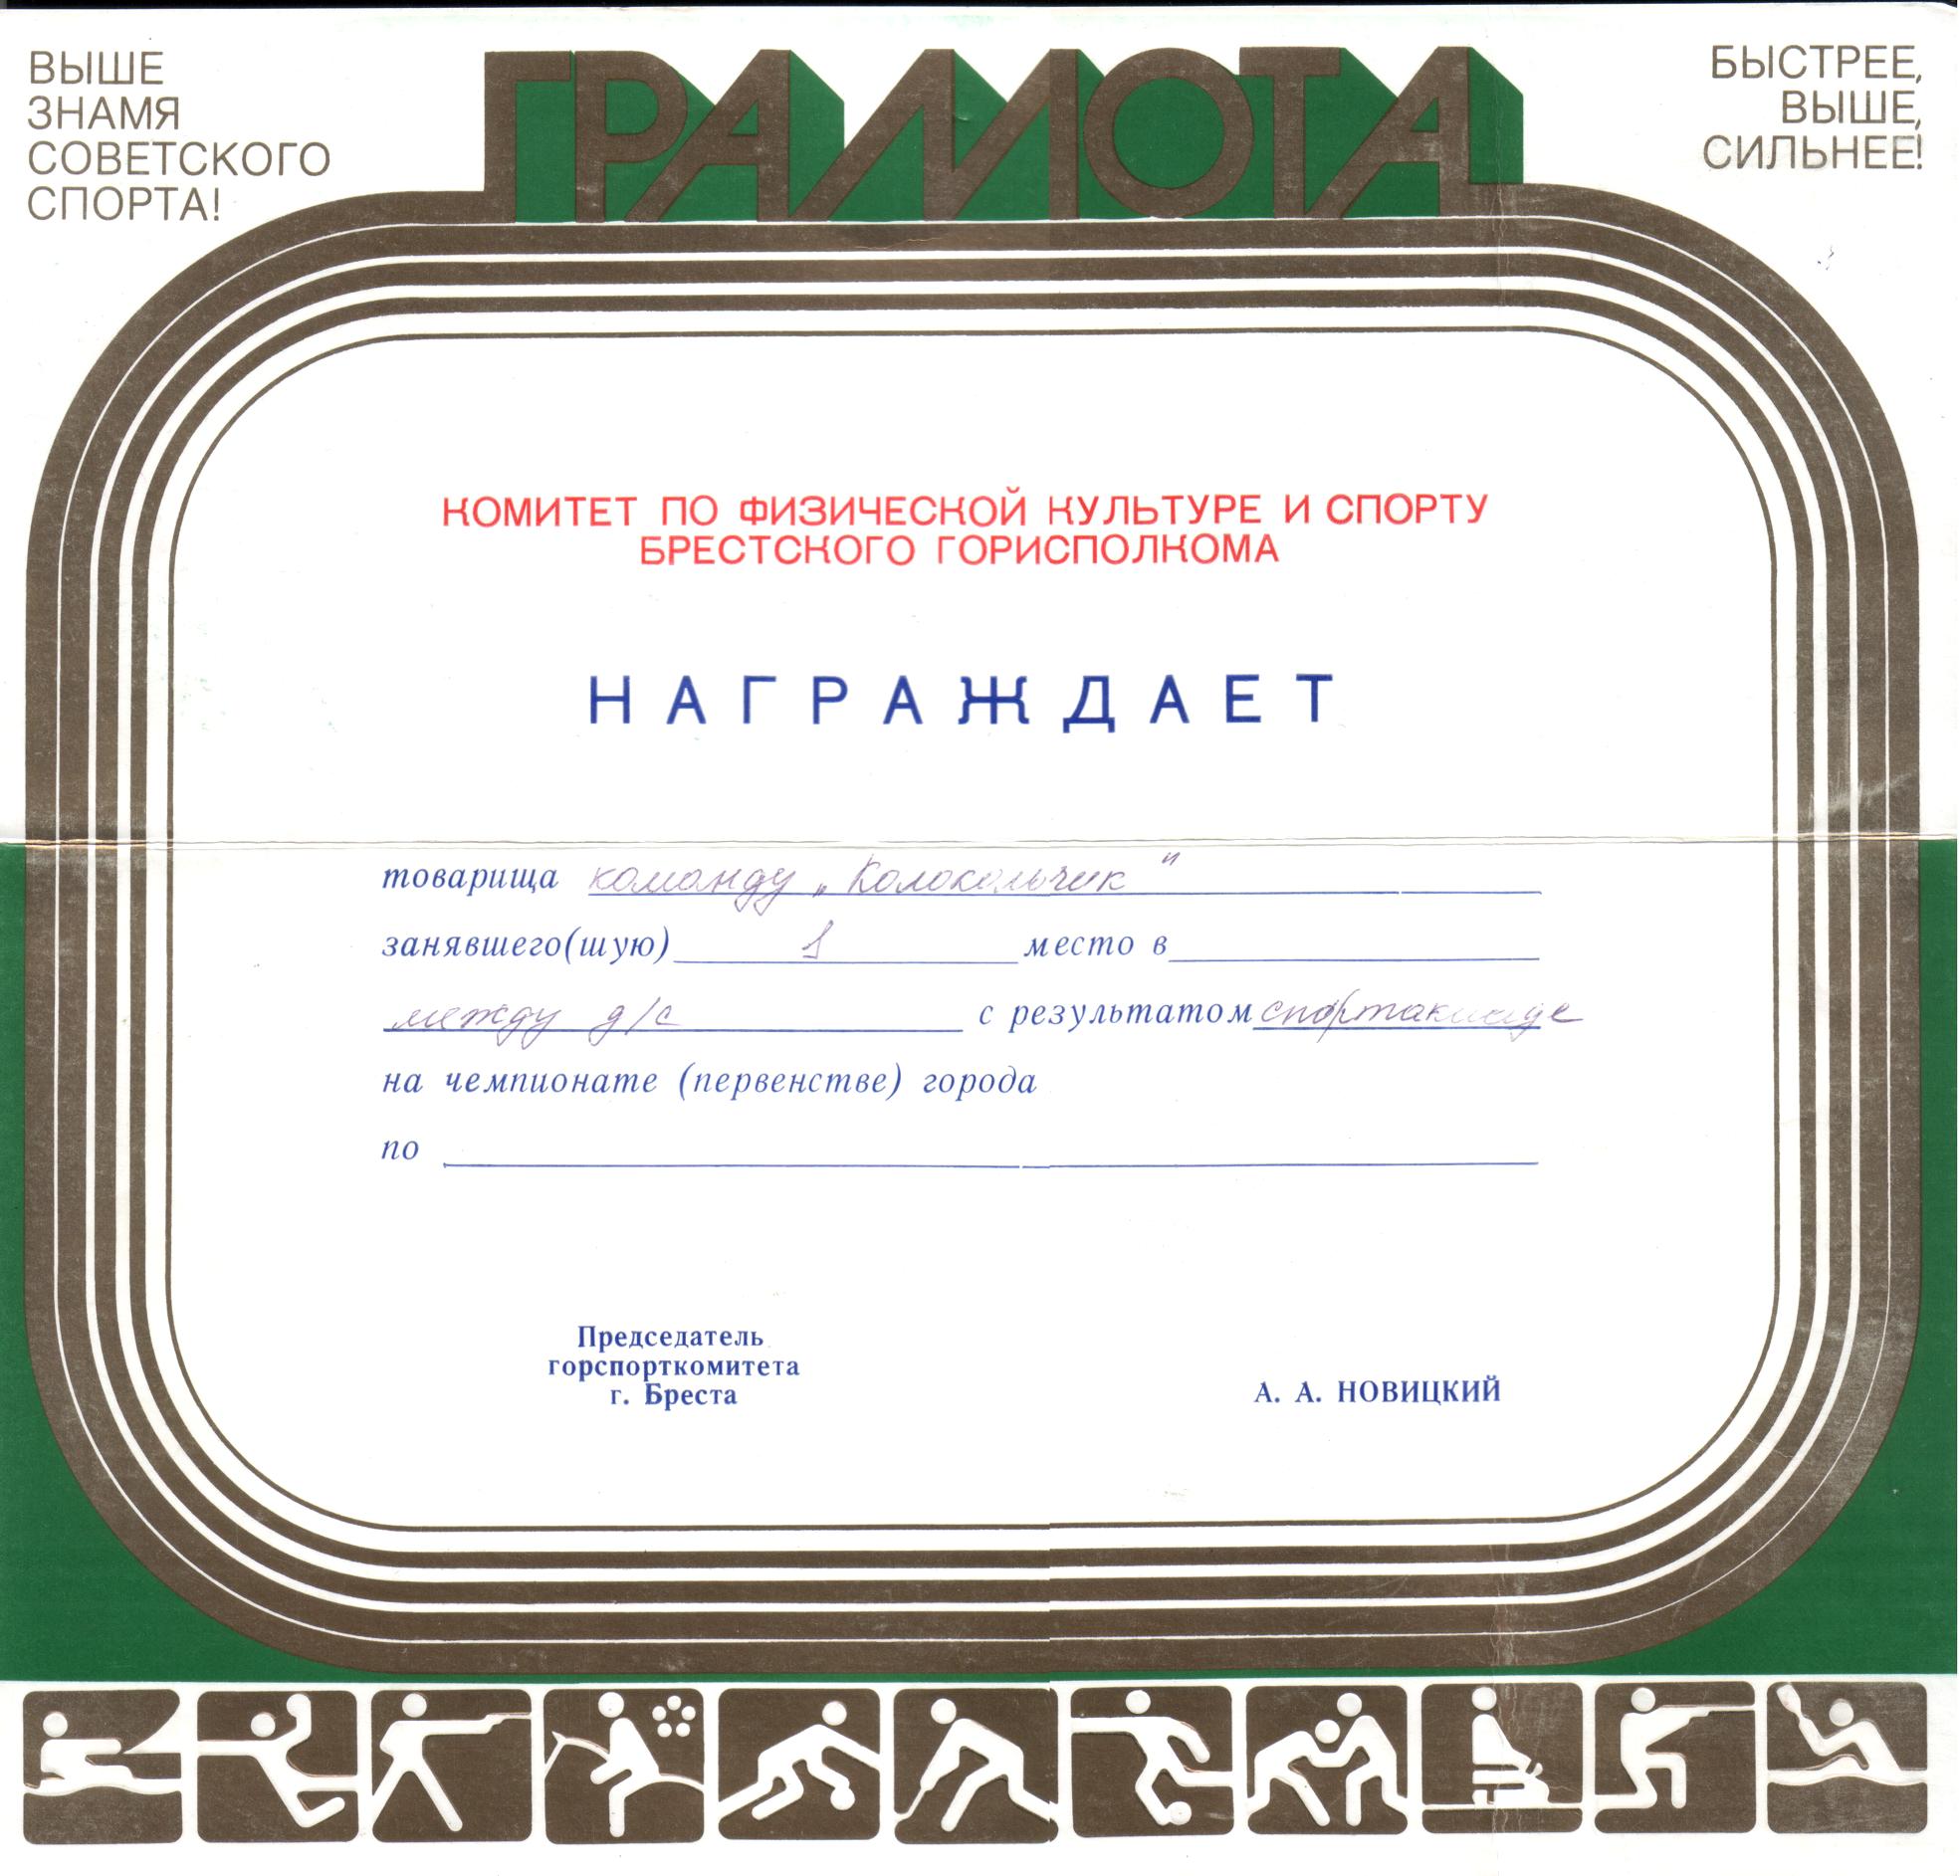 ВЫШЕ
ЗНАМЯ
СОВЕТСКОГО
СПОРТА!
ГРАМОТА
БЫСТРЕЕ,
ВЫШЕ,
СИЛЬНЕЕ!
КОМИТЕТ ПО ФИЗИЧЕСКОЙ КУЛЬТУРЕ И СПОРТУ
БРЕСТСКОГО ГОРИСПОЛКОМА
НАГРАЖДАЕТ
товарища команду „Колокольчик"
занявшего(шую) 1 место в
между д/с с результатом спартакиаде
на чемпионате (первенстве) города
по
Председатель
горспорткомитета
г. Бреста
А. А. НОВИЦКИЙ